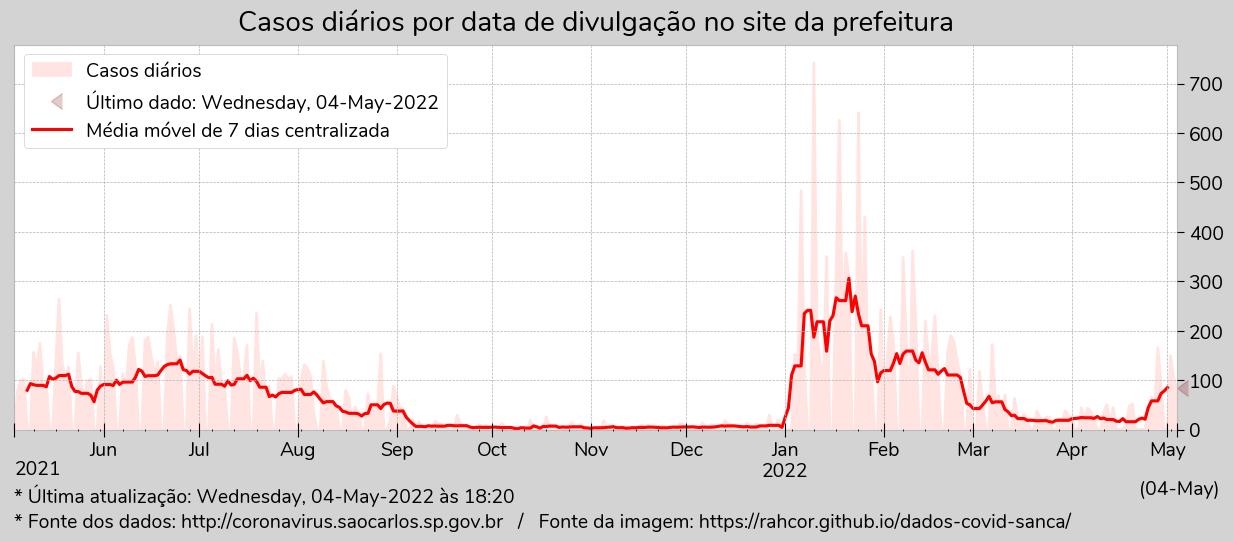 Casos diários por data de divulgação no site da prefeitura
Casos diários
Último dado: Wednesday, 04-May-2022
Média móvel de 7 dias centralizada
700
600
500
400
300
200
100
0
Jun Jul Aug Sep Oct Nov Dec Jan Feb Mar Apr May
2021 2022
(04-May)
* Última atualização: Wednesday, 04-May-2022 às 18:20
* Fonte dos dados: http://coronavirus.saocarlos.sp.gov.br / Fonte da imagem: https://rahcor.github.io/dados-covid-sanca/